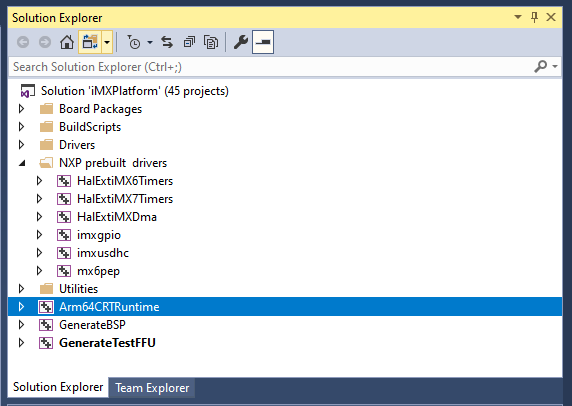 Solution Explorer
Search Solution Explorer (Ctrl+;)
Solution 'iMXPlatform' (45 projects)
Board Packages
BuildScripts
Drivers
NXP prebuilt drivers
HalExtiMX6Timers
HalExtiMX7Timers
HalExtiMXDma
imxgpio
imxusdhc
mx6pep
Utilities
Arm64CRTRuntime
GenerateBSP
GenerateTestFFU
Solution Explorer Team Explorer